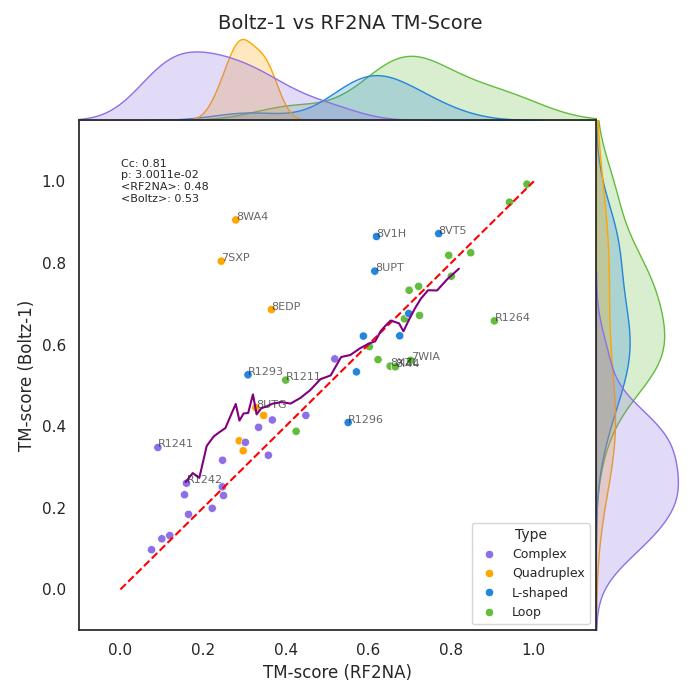 Boltz-1 vs RF2NA TM-Score
Cc: 0.81
p: 3.0011e-02
<RF2NA>: 0.48
<Boltz>: 0.53
1.0
0.8
0.6
0.4
0.2
0.0
TM-score (Boltz-1)
8WA4
7SXP
8V1H
8VT5
8UPT
8EDP
R1264
7WIA
R1293
R1211
8UTG
R1296
R1241
R1242
Type
Complex
Quadruplex
L-shaped
Loop
0.0 0.2 0.4 0.6 0.8 1.0
TM-score (RF2NA)